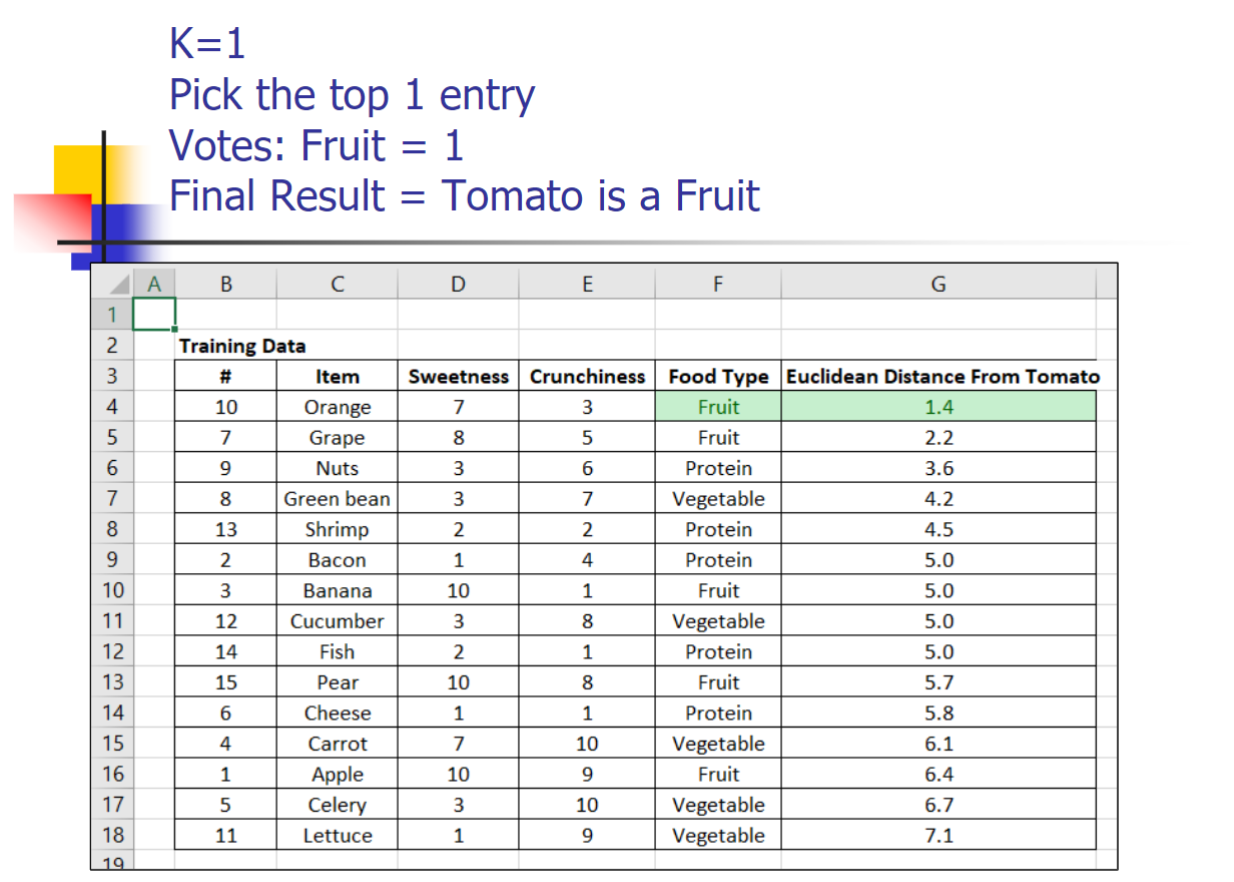 K=1
Pick the top 1 entry
Votes: Fruit = 1
Final Result = Tomato is a Fruit
A B C D E F G
1
2 Training Data
3 # Item Sweetness Crunchiness Food Type Euclidean Distance From Tomato
4 10 Orange 7 3 Fruit 1.4
5 7 Grape 8 5 Fruit 2.2
6 9 Nuts 3 6 Protein 3.6
7 8 Green bean 3 7 Vegetable 4.2
8 13 Shrimp 2 2 Protein 4.5
9 2 Bacon 1 4 Protein 5.0
10 3 Banana 10 1 Fruit 5.0
11 12 Cucumber 3 8 Vegetable 5.0
12 14 Fish 2 1 Protein 5.0
13 15 Pear 10 8 Fruit 5.7
14 6 Cheese 1 1 Protein 5.8
15 4 Carrot 7 10 Vegetable 6.1
16 1 Apple 10 9 Fruit 6.4
17 5 Celery 3 10 Vegetable 6.7
18 11 Lettuce 1 9 Vegetable 7.1
19